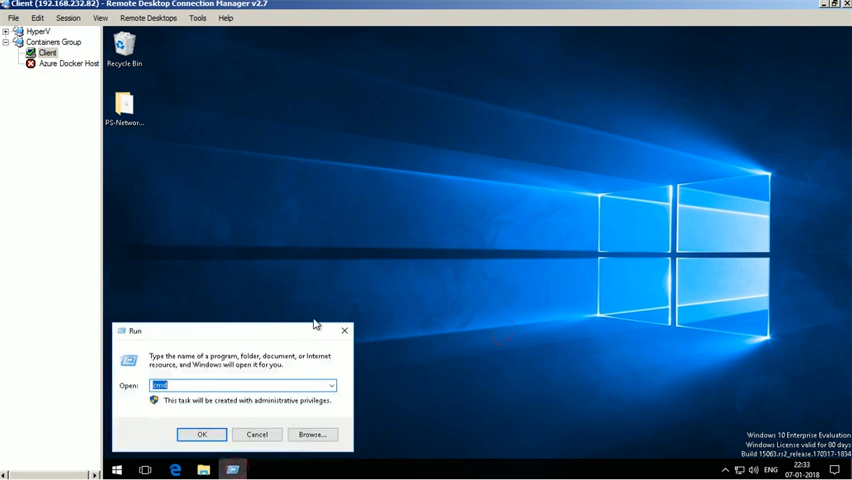 Client (192.168.232.82) - Remote Desktop Connection Manager v2.7
File Edit Session View Remote Desktops Tools Help
HyperV
Containers Group
Client
Azure Docker Host
Recycle Bin
PS-Networ...
Run
Type the name of a program, folder, document, or Internet
resource, and Windows will open it for you.
Open: cmd
This task will be created with administrative privileges.
OK Cancel Browse...
Windows 10 Enterprise Evaluation
Windows License valid for 80 days
Build 15063.rs2_release.170317-1834
ENG
22:33
07-01-2018